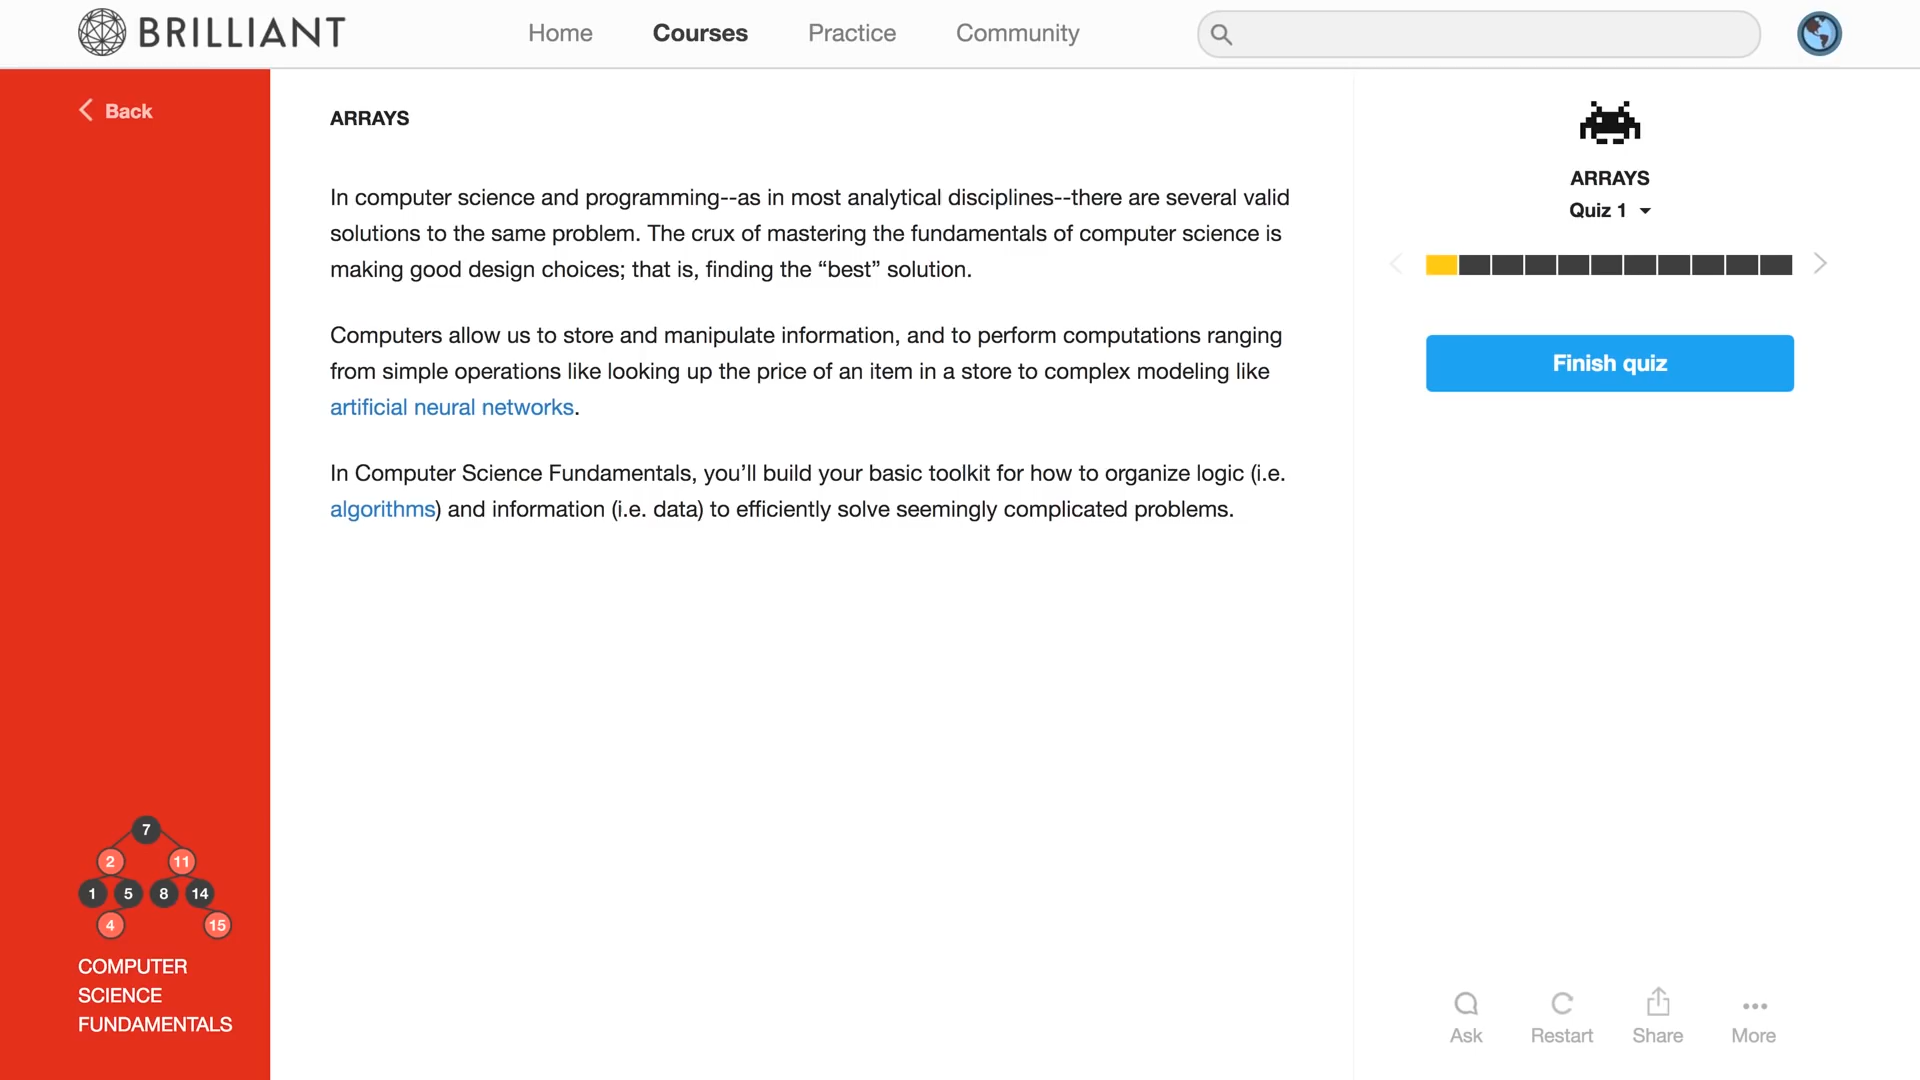 BRILLIANT
Home
Courses
Practice
Community
Back
ARRAYS
In computer science and programming--as in most analytical disciplines--there are several valid
solutions to the same problem. The crux of mastering the fundamentals of computer science is
making good design choices; that is, finding the “best” solution.
Computers allow us to store and manipulate information, and to perform computations ranging
from simple operations like looking up the price of an item in a store to complex modeling like
artificial neural networks.
In Computer Science Fundamentals, you’ll build your basic toolkit for how to organize logic (i.e.
algorithms) and information (i.e. data) to efficiently solve seemingly complicated problems.
ARRAYS
Quiz 1
Finish quiz
7
2 11
1 5 8 14
4 15
COMPUTER
SCIENCE
FUNDAMENTALS
Ask
Restart
Share
More